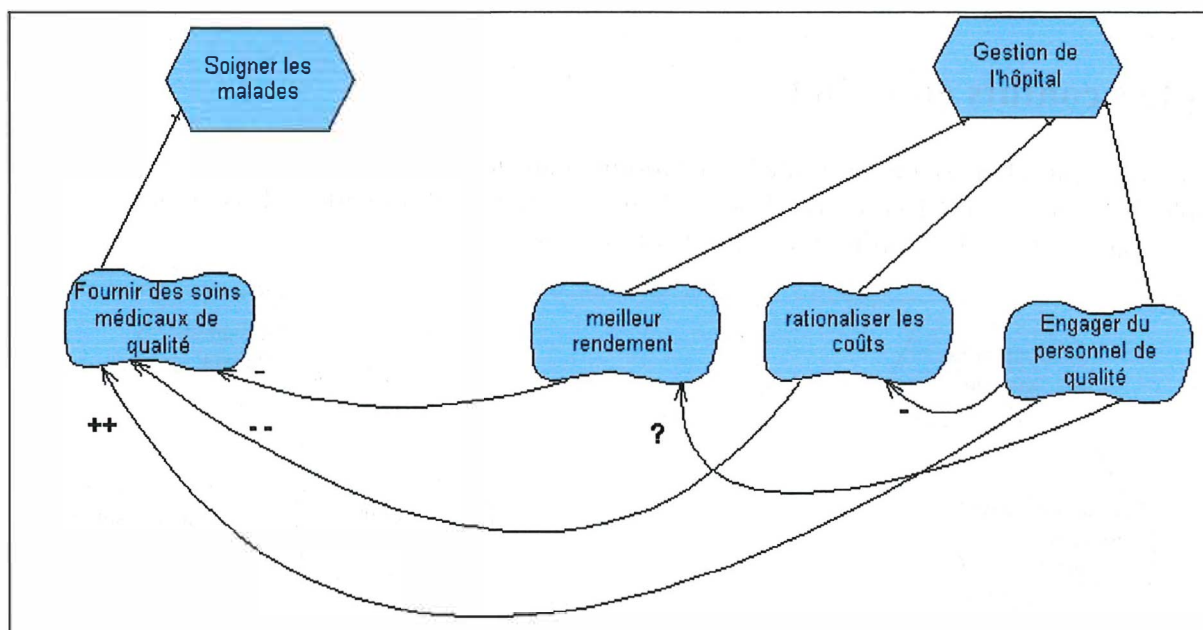 Soigner les
malades
Gestion de
l'hôpital
Fournir des soins
médicaux de
qualité
meilleur
rendement
rationaliser les
coûts
Engager du
personnel de
qualité
-
-
++
--
?